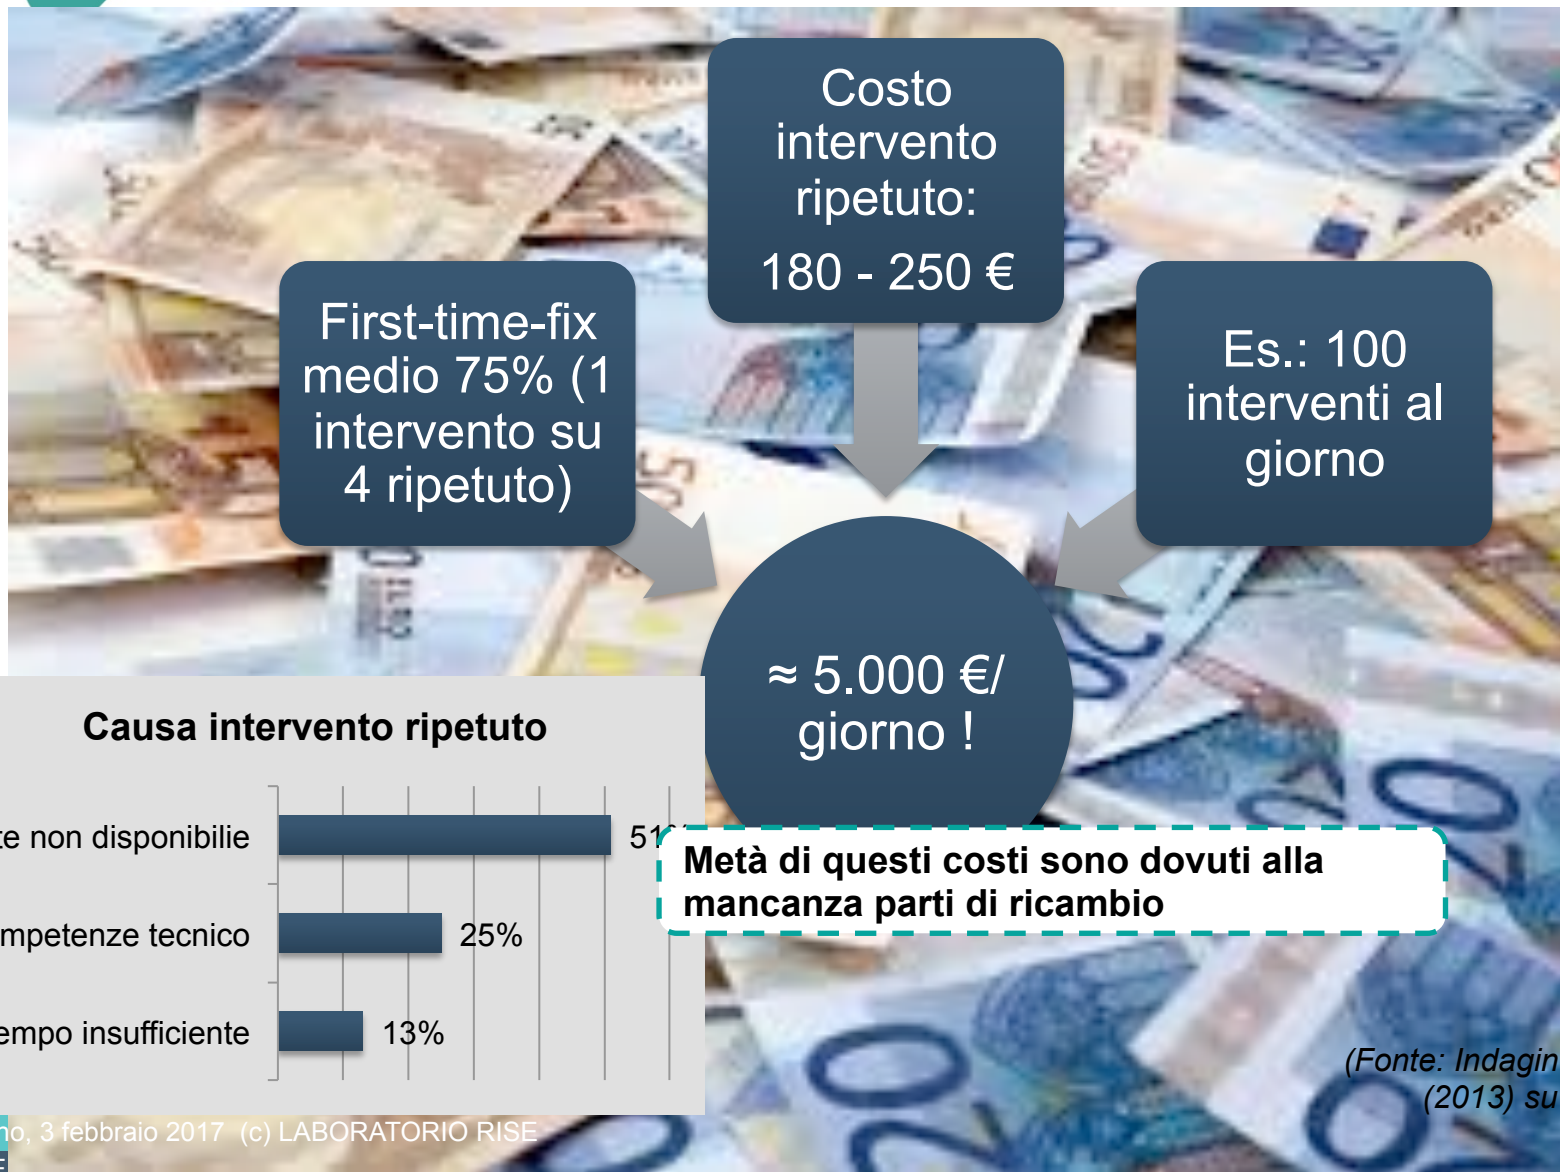 Costo
intervento
ripetuto:
180 - 250 €
First-time-fix
medio 75% (1
intervento su
4 ripetuto)
Es.: 100
interventi al
giorno
≈ 5.000 €/
giorno !
Causa intervento ripetuto
te non disponibilie
51%
mpetenze tecnico
25%
empo insufficiente
13%
Metà di questi costi sono dovuti alla
mancanza parti di ricambio
(Fonte: Indagin
(2013) su
no, 3 febbraio 2017 (c) LABORATORIO RISE